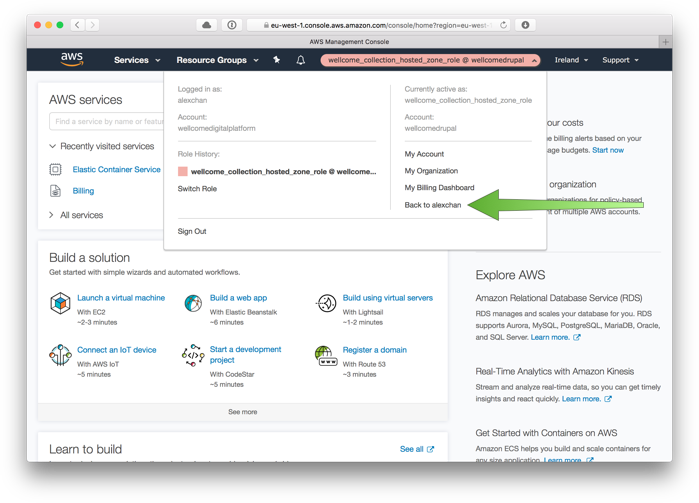 eu-west-1.console.aws.amazon.com/console/home?region=eu-west-
AWS Management Console
aws
Services
Resource Groups
wellcome_collection_hosted_zone_role @ wellcomedrupal
Ireland
Support
Logged in as:
alexchan
Account:
wellcomedigitalplatform
Role History:
wellcome_collection_hosted_zone_role @ wellcome...
Switch Role
Sign Out
Currently active as:
wellcome_collection_hosted_zone_role
Account:
wellcomedrupal
My Account
My Organization
My Billing Dashboard
Back to alexchan
AWS services
Find a service by name or featur
Recently visited services
Elastic Container Service
Billing
All services
our costs
e billing alerts based on your
age budgets. Start now
organization
anizations for policy-based
nt of multiple AWS accounts.
Build a solution
Get started with simple wizards and automated workflows.
Launch a virtual machine
With EC2
~2-3 minutes
Build a web app
With Elastic Beanstalk
~6 minutes
Build using virtual servers
With Lightsail
~1-2 minutes
Connect an IoT device
With AWS IoT
~5 minutes
Start a development
project
With CodeStar
~5 minutes
Register a domain
With Route 53
~3 minutes
See more
Learn to build
See all
Explore AWS
Amazon Relational Database Service (RDS)
RDS manages and scales your database for you. RDS
supports Aurora, MySQL, PostgreSQL, MariaDB, Oracle,
and SQL Server. Learn more.
Real-Time Analytics with Amazon Kinesis
Stream and analyze real-time data, so you can get timely
insights and react quickly. Learn more.
Get Started with Containers on AWS
Amazon ECS helps you build and scale containers for
any size application. Learn more.